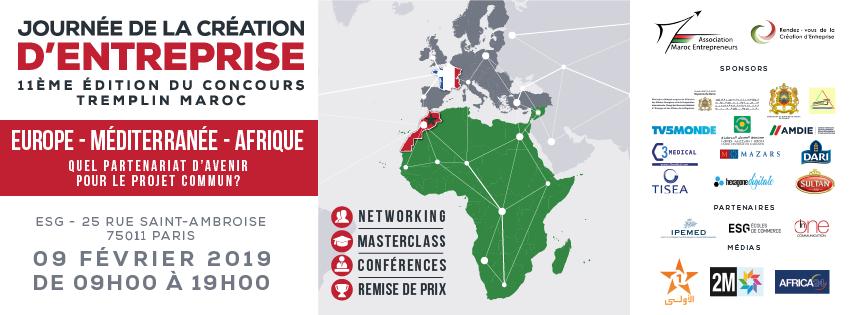 JOURNÉE DE LA CRÉATION
D'ENTREPRISE
11ÈME ÉDITION DU CONCOURS
TREMPLIN MAROC
EUROPE - MÉDITERRANÉE - AFRIQUE
QUEL PARTENARIAT D'AVENIR
POUR LE PROJET COMMUN?
ESG - 25 RUE SAINT-AMBROISE
75011 PARIS
09 FÉVRIER 2019
DE 09H00 À 19H00
NETWORKING
MASTERCLASS
CONFÉRENCES
REMISE DE PRIX
Association
Maroc Entrepreneurs
Rendez-vous de la
Création d'Entreprise
SPONSORS
TV5MONDE
AMDIE
C3 MEDICAL
MAZARS
DARI
TISEA
hexagone digitale
SULTAN
PARTENAIRES
IPEMED
ESG ÉCOLES
DE COMMERCE
One
COMMUNICATION
MÉDIAS
الأولى
2M
AFRICA24